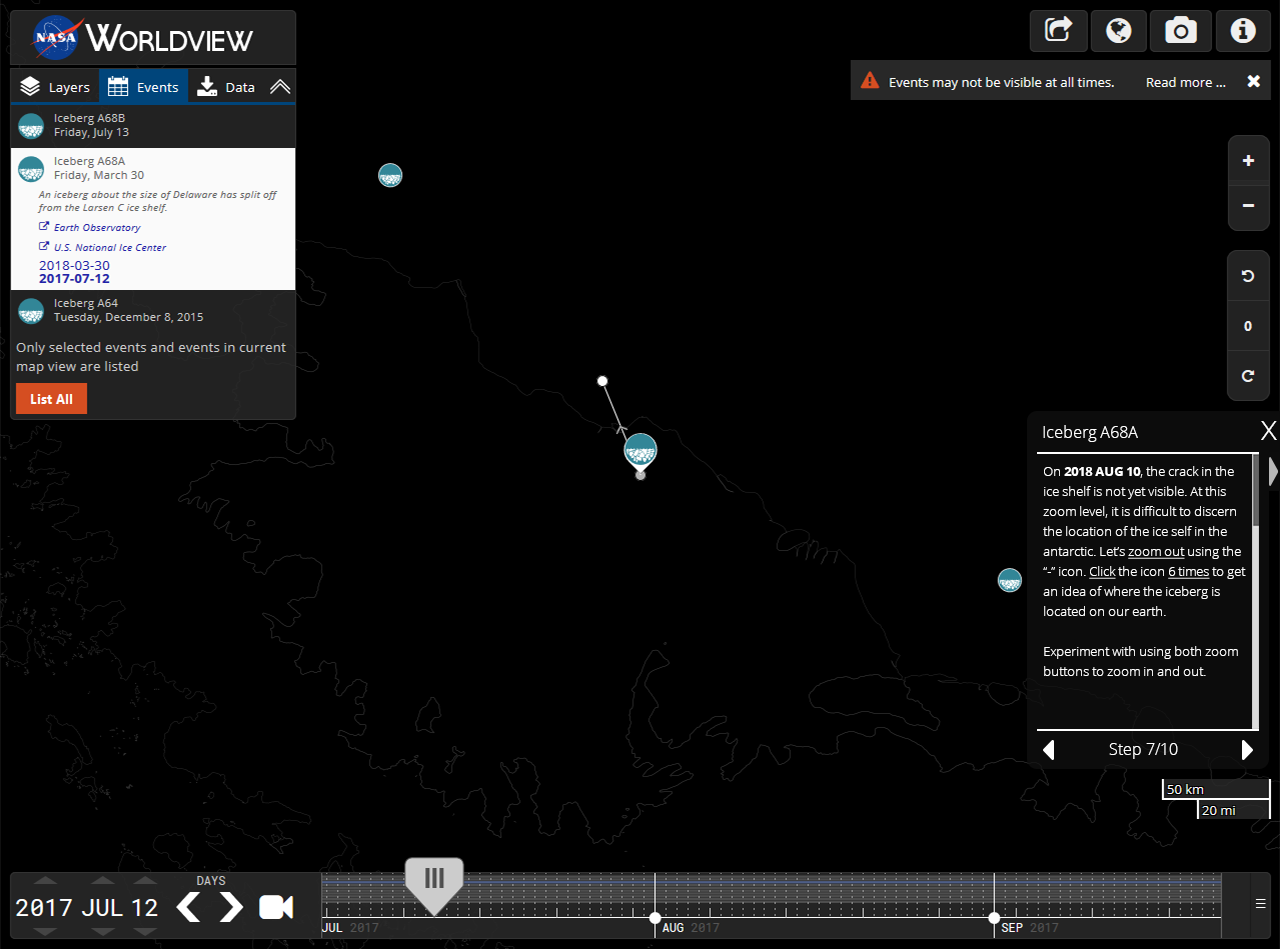 NASA WORLDVIEW
Layers Events Data
Iceberg A68B
Friday, July 13
Iceberg A68A
Friday, March 30
An iceberg about the size of Delaware has split off
from the Larsen C ice shelf.
Earth Observatory
U.S. National Ice Center
2018-03-30
2017-07-12
Iceberg A64
Tuesday, December 8, 2015
Only selected events and events in current
map view are listed
List All
Events may not be visible at all times. Read more ...
+
−
0
Iceberg A68A X
On 2018 AUG 10, the crack in the
ice shelf is not yet visible. At this
zoom level, it is difficult to discern
the location of the ice self in the
antarctic. Let's zoom out using the
“-” icon. Click the icon 6 times to get
an idea of where the iceberg is
located on our earth.
Experiment with using both zoom
buttons to zoom in and out.
Step 7/10
50 km
20 mi
DAYS
2017 JUL 12
JUL 2017 AUG 2017 SEP 2017